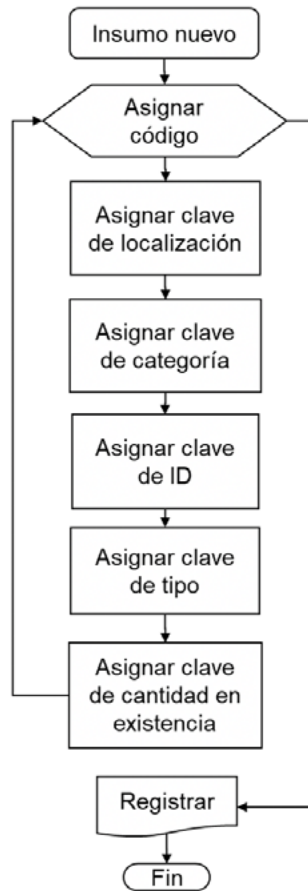 Insumo nuevo
Asignar
código
Asignar clave
de localización
Asignar clave
de categoría
Asignar clave
de ID
Asignar clave
de tipo
Asignar clave
de cantidad en
existencia
Registrar
Fin